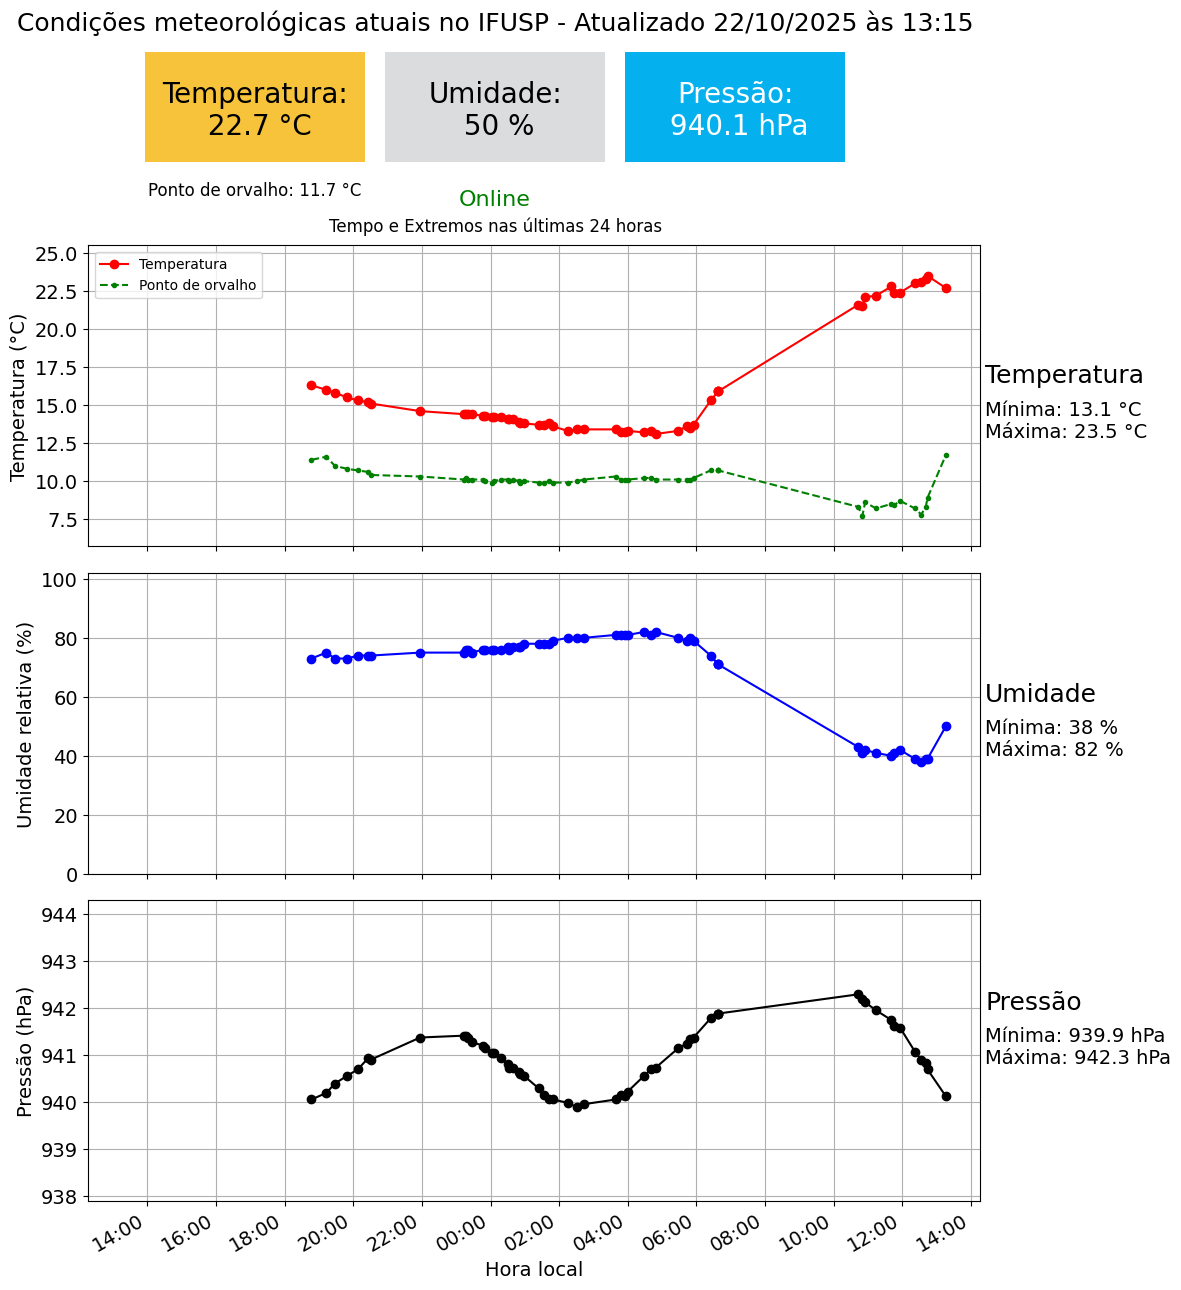 Condições meteorológicas atuais no IFUSP - Atualizado 22/10/2025 às 13:15
Temperatura:
22.7 °C
Umidade:
50 %
Pressão:
940.1 hPa
Ponto de orvalho: 11.7 °C
Online
Tempo e Extremos nas últimas 24 horas
Temperatura
Ponto de orvalho
Temperatura (°C)
25.0
22.5
20.0
17.5
15.0
12.5
10.0
7.5
Temperatura
Mínima: 13.1 °C
Máxima: 23.5 °C
Umidade relativa (%)
100
80
60
40
20
0
Umidade
Mínima: 38 %
Máxima: 82 %
Pressão (hPa)
944
943
942
941
940
939
938
Pressão
Mínima: 939.9 hPa
Máxima: 942.3 hPa
14:00
16:00
18:00
20:00
22:00
00:00
02:00
04:00
06:00
08:00
10:00
12:00
14:00
Hora local